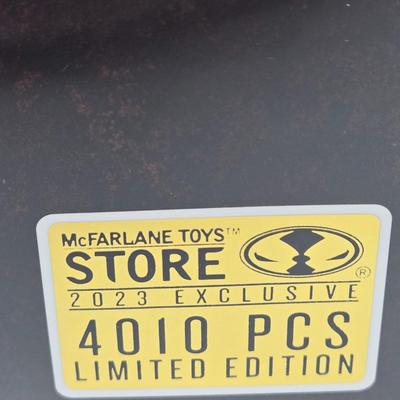 McFARLANE TOYS™
STORE
®
2023 EXCLUSIVE
4010 PCS
LIMITED EDITION